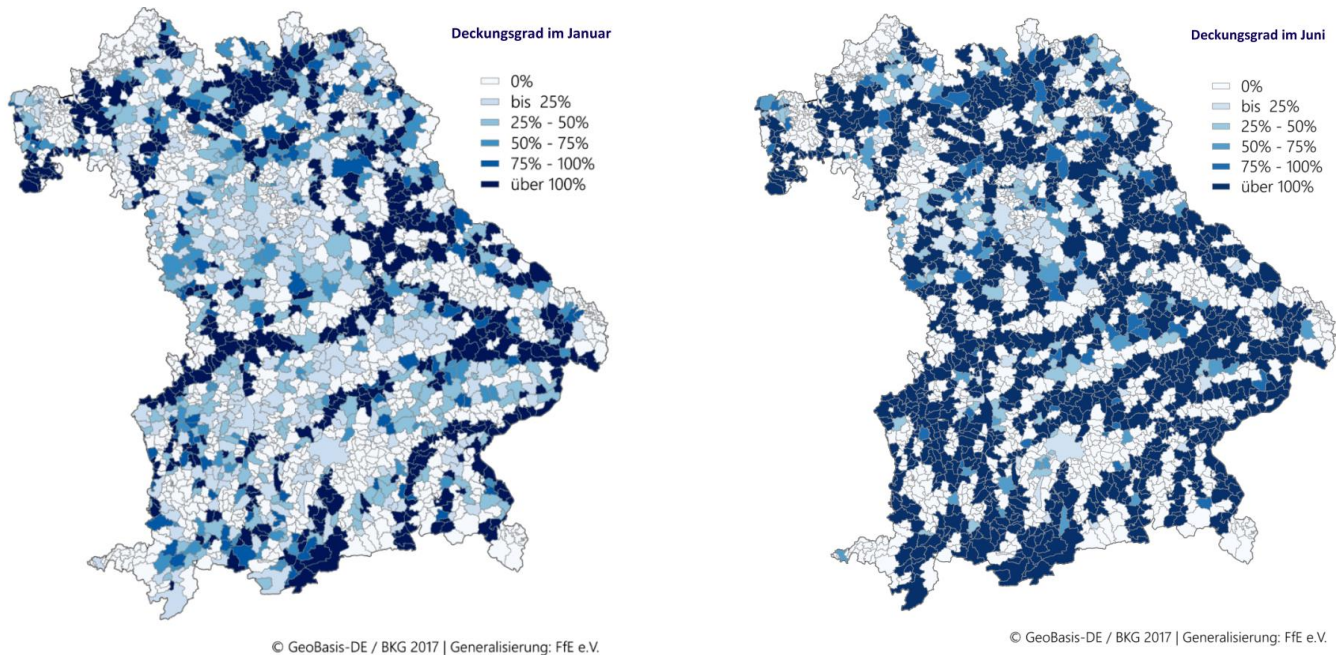 Deckungsgrad im Januar
0%
bis 25%
25% - 50%
50% - 75%
75% - 100%
über 100%
© GeoBasis-DE / BKG 2017 | Generalisierung: FfE e.V.
Deckungsgrad im Juni
0%
bis 25%
25% - 50%
50% - 75%
75% - 100%
über 100%
© GeoBasis-DE / BKG 2017 | Generalisierung: FfE e.V.